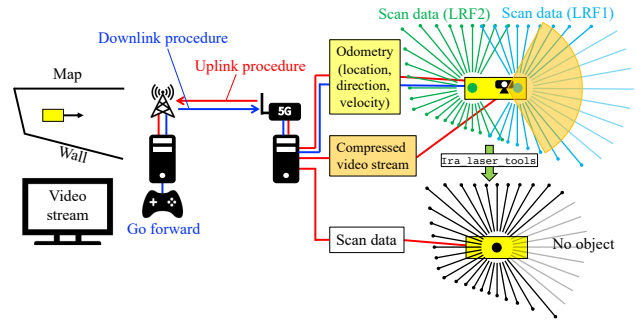 Scan data (LRF2) Scan data (LRF1)
Downlink procedure
Uplink procedure
Odometry
(location,
direction,
velocity)
Map
5G
Wall
Compressed
video stream
Ira_laser_tools
Video
stream
Go forward
Scan data
No object